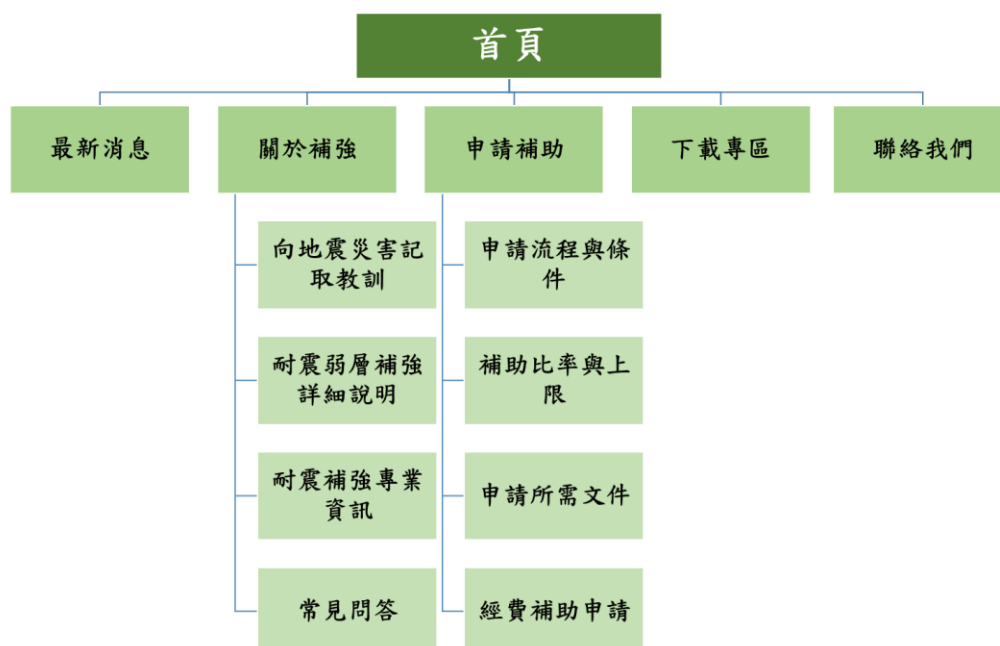 首頁
最新消息
關於補強
申請補助
下載專區
聯絡我們
向地震災害記
取教訓
耐震弱層補強
詳細說明
耐震補強專業
資訊
常見問答
申請流程與條
件
補助比率與上
限
申請所需文件
經費補助申請